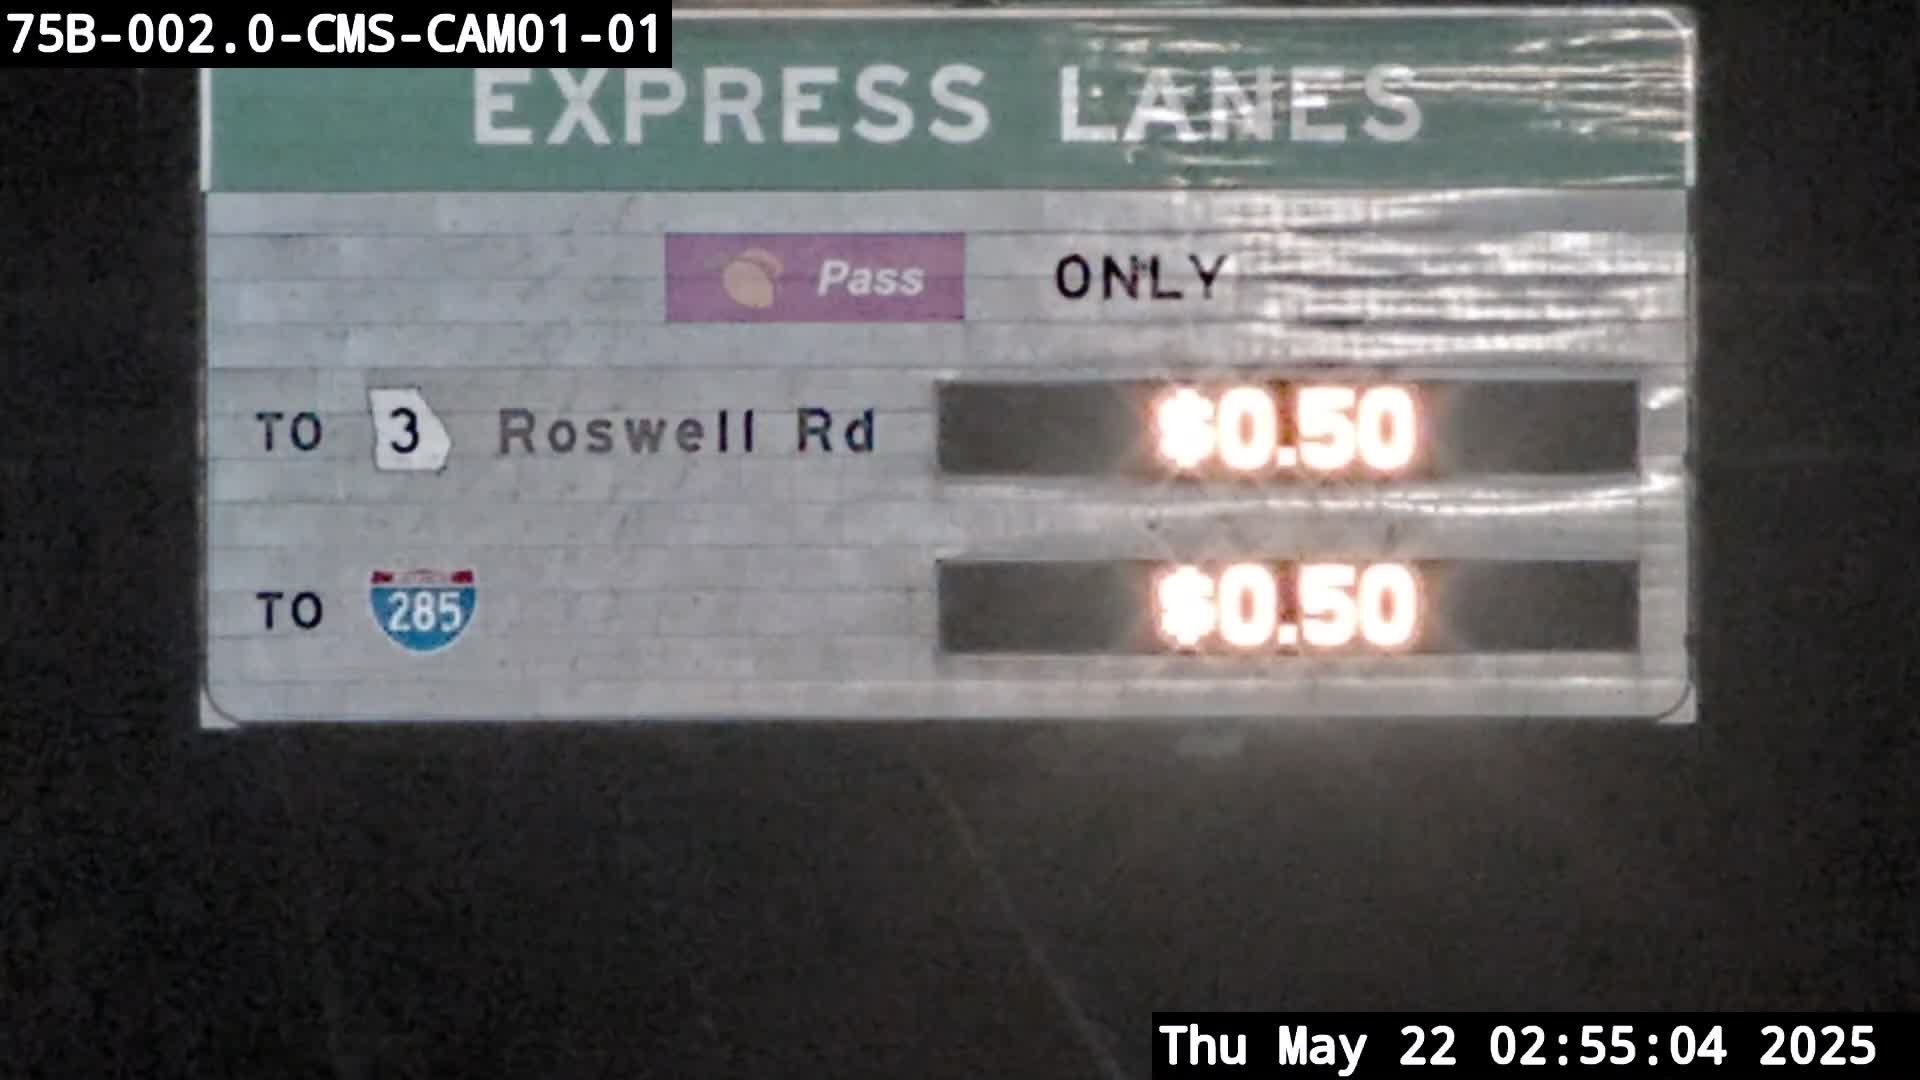 75B-002.0-CMS-CAM01-01
EXPRESS LANES
Pass ONLY
TO 3 Roswell Rd $0.50
TO 285 $0.50
Thu May 22 02:55:04 2025